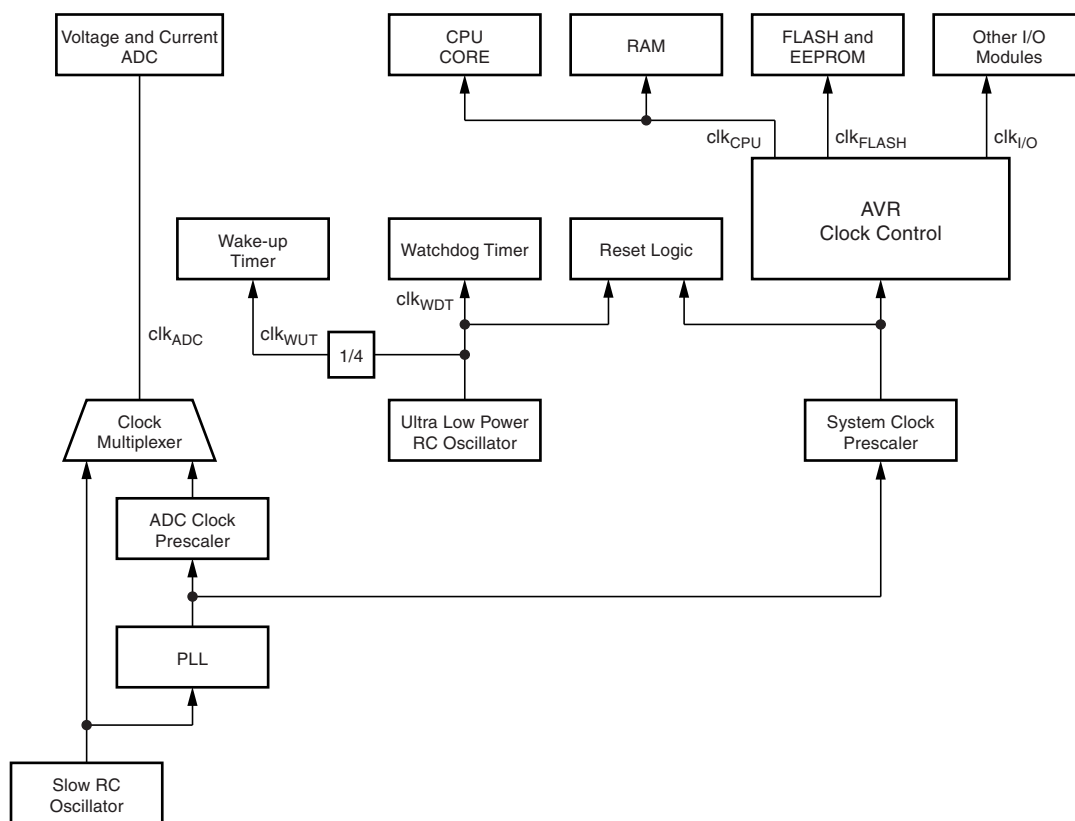 Voltage and Current
ADC
CPU
CORE
RAM
FLASH and
EEPROM
Other I/O
Modules
clkCPU
clkFLASH
clkI/O
AVR
Clock Control
Wake-up
Timer
Watchdog Timer
Reset Logic
clkADC
clkWUT
clkWDT
1/4
Clock
Multiplexer
Ultra Low Power
RC Oscillator
System Clock
Prescaler
ADC Clock
Prescaler
PLL
Slow RC
Oscillator